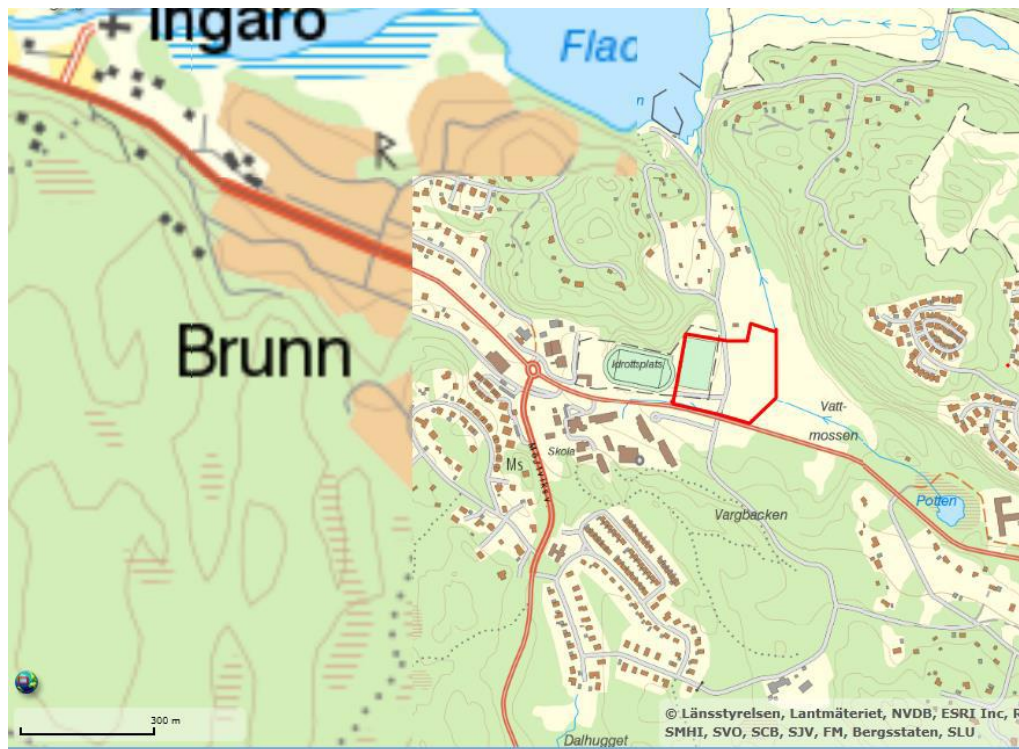 Ingarö
Flac
n
R
Brunn
Idrottsplats
Vatt-
mossen
Skola
Ms
Vargbacken
Potten
Dalhugget
300 m
© Länsstyrelsen, Lantmäteriet, NVDB, ESRI Inc, R
SMHI, SVO, SCB, SJV, FM, Bergsstaten, SLU